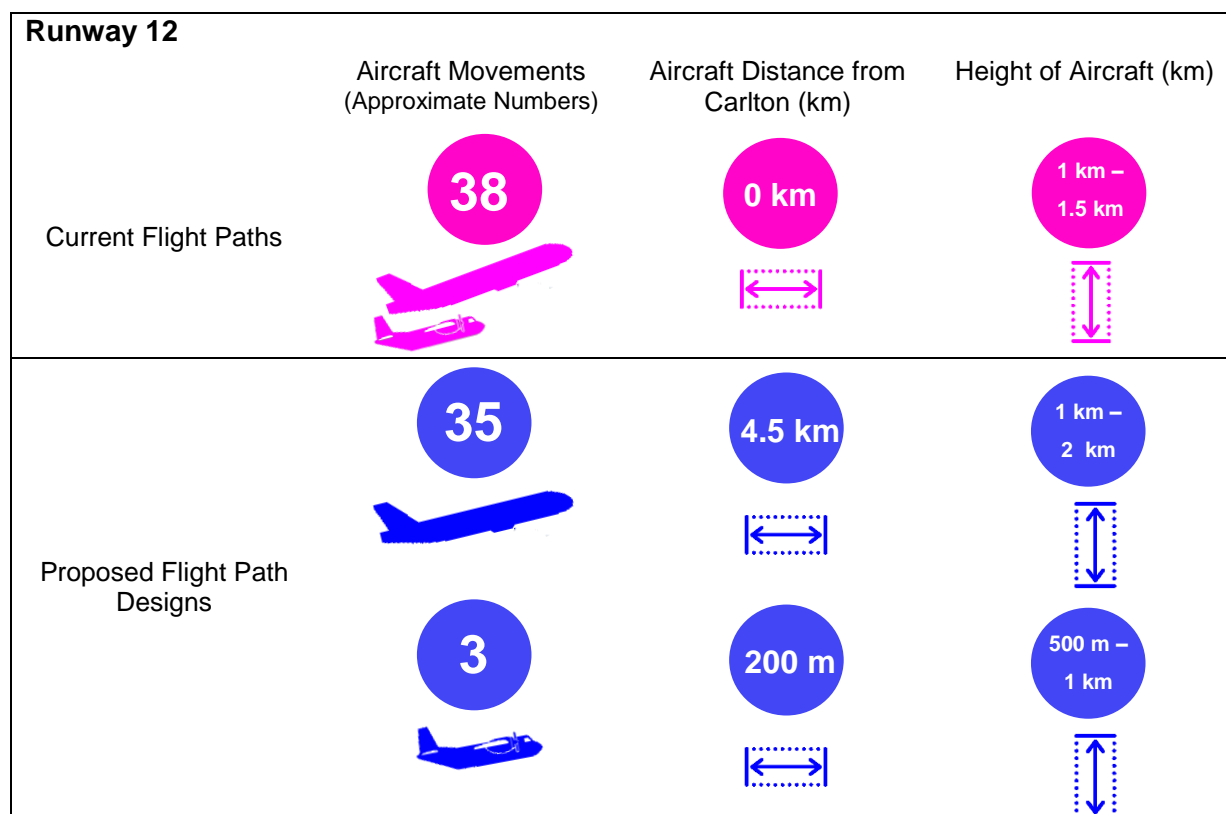 Runway 12
Aircraft Movements
(Approximate Numbers)
Aircraft Distance from
Carlton (km)
Height of Aircraft (km)
Current Flight Paths
38
0 km
1 km –
1.5 km
Proposed Flight Path
Designs
35
4.5 km
1 km –
2 km
3
200 m
500 m –
1 km